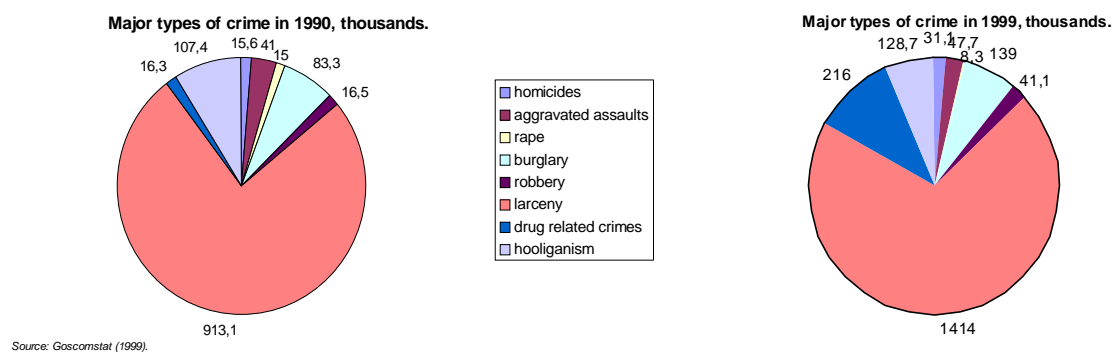 Major types of crime in 1990, thousands.
107,4
15,6
41
15
83,3
16,3
16,5
913,1
Source: Goscomstat (1999).
homicides
aggravated assaults
rape
burglary
robbery
larceny
drug related crimes
hooliganism
Major types of crime in 1999, thousands.
128,7
31,1
47,7
8,3
139
216
41,1
1414